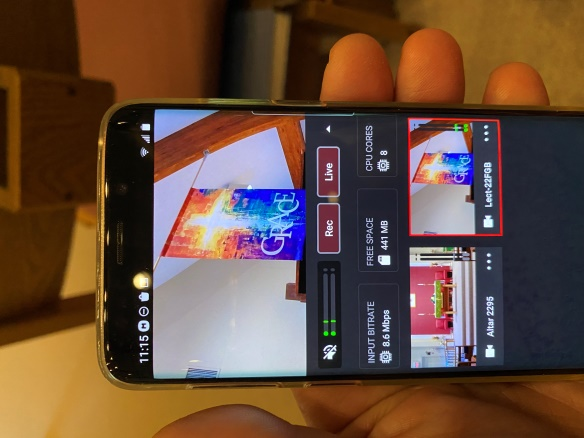 11:15
GRACE
Rec
Live
INPUT BITRATE
8.6 Mbps
FREE SPACE
441 MB
CPU CORES
8
Altar 2295
GRACE
Lect-22FGB